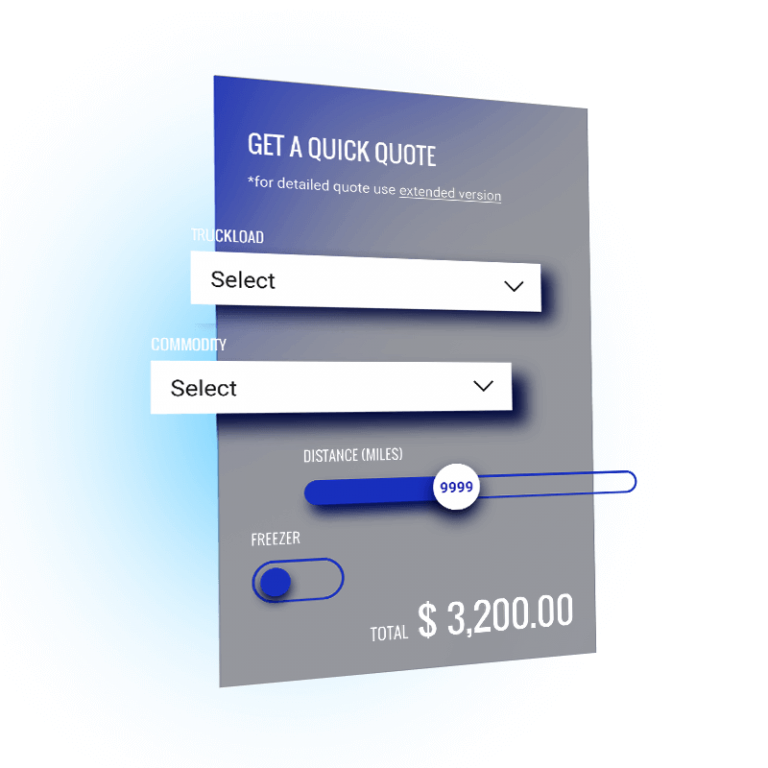 GET A QUICK QUOTE
*for detailed quote use extended version
TRUCKLOAD
Select
COMMODITY
Select
DISTANCE (MILES)
9999
FREEZER
TOTAL $ 3,200.00